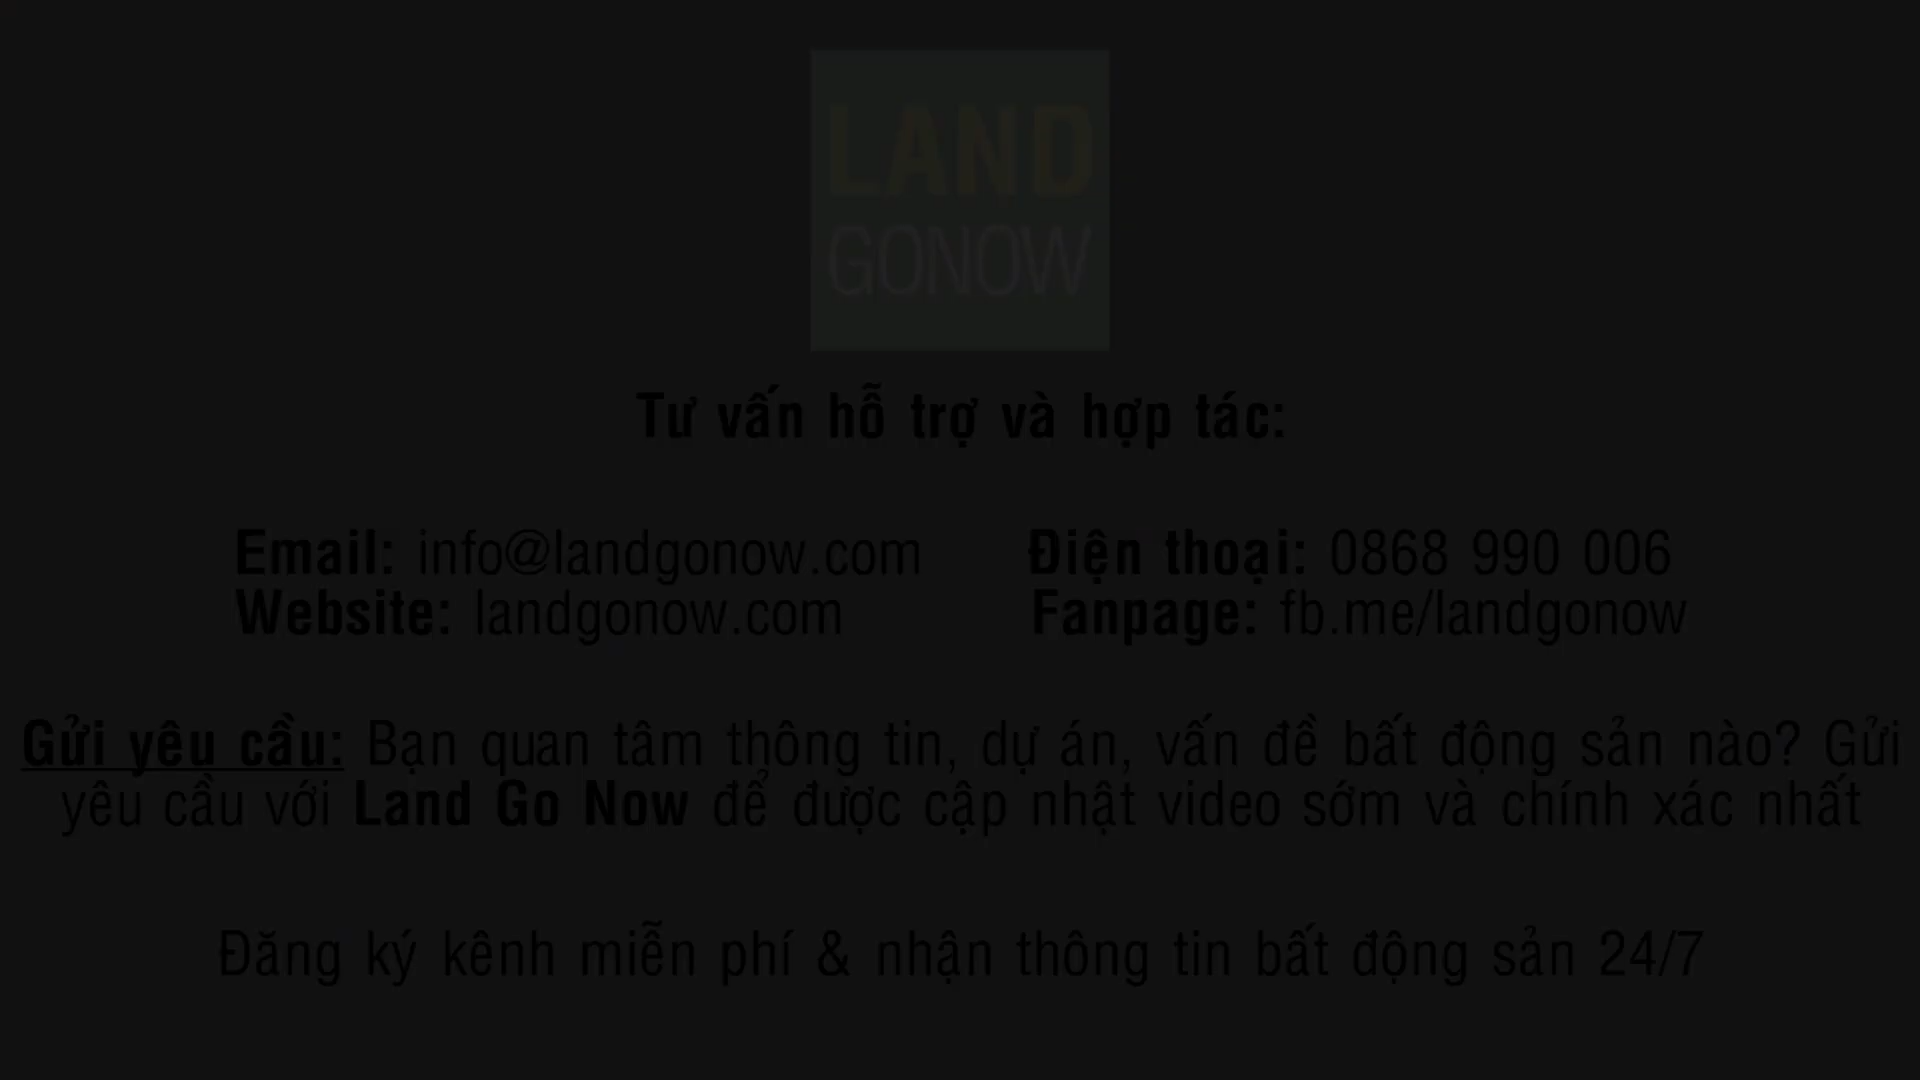 LAND
GONOW
Tư vấn hỗ trợ và hợp tác:
Email: info@landgonow.com Điện thoại: 0868 990 006
Website: landgonow.com Fanpage: fb.me/landgonow
Gửi yêu cầu: Bạn quan tâm thông tin, dự án, vấn đề bất động sản nào? Gửi
yêu cầu với Land Go Now để được cập nhật video sớm và chính xác nhất
Đăng ký kênh miễn phí & nhận thông tin bất động sản 24/7